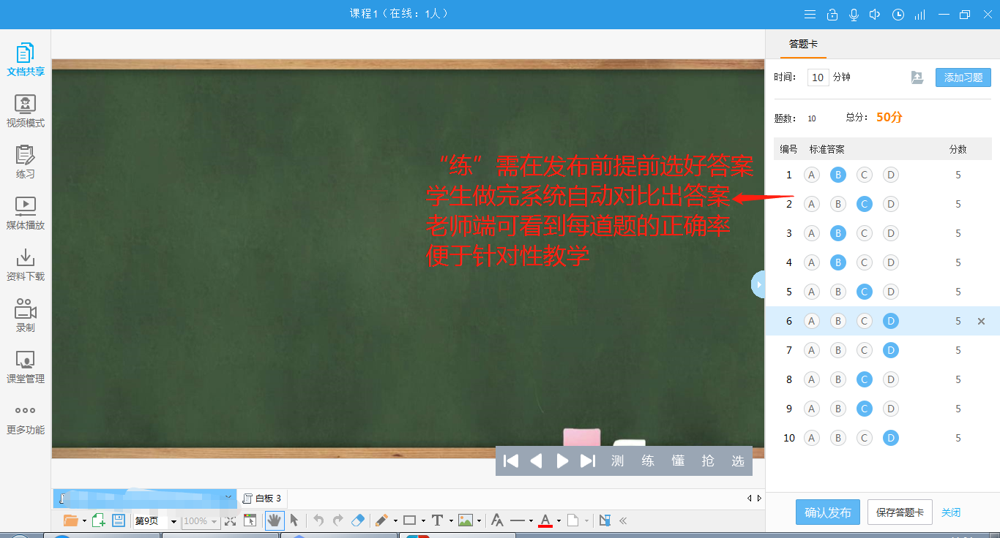 课程1（在线：1人）
文档共享
视频模式
练习
媒体播放
资料下载
录制
课堂管理
更多功能
“练”需在发布前提前选好答案
学生做完系统自动对比出答案
老师端可看到每道题的正确率
便于针对性教学
测 练 懂 抢 选
白板 3
第9页 100%
答题卡
时间： 10 分钟 添加习题
题数： 10 总分： 50分
编号 标准答案 分数
1 A B C D 5
2 A B C D 5
3 A B C D 5
4 A B C D 5
5 A B C D 5
6 A B C D 5
7 A B C D 5
8 A B C D 5
9 A B C D 5
10 A B C D 5
确认发布 保存答题卡 关闭